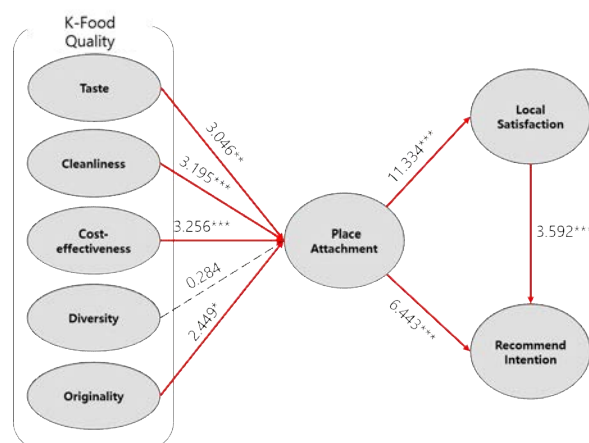 K-Food
Quality
Taste
Cleanliness
Cost-
effectiveness
Diversity
Originality
3.046**
3.195***
3.256***
0.284
2.449*
Place
Attachment
11.334***
6.443***
Local
Satisfaction
3.592***
Recommend
Intention